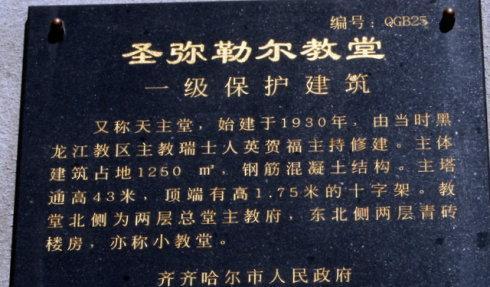 编号：QGB25
圣弥勒尔教堂
一级保护建筑
又称天主堂，始建于1930年，由当时黑
龙江教区主教瑞士人英贺福主持修建。主体
建筑占地1250 ㎡，钢筋混凝土结构。主塔
通高43米，顶端有高1.75米的十字架。教
堂北侧为两层总堂主教府，东北侧两层青砖
楼房，亦称小教堂。
齐齐哈尔市人民政府